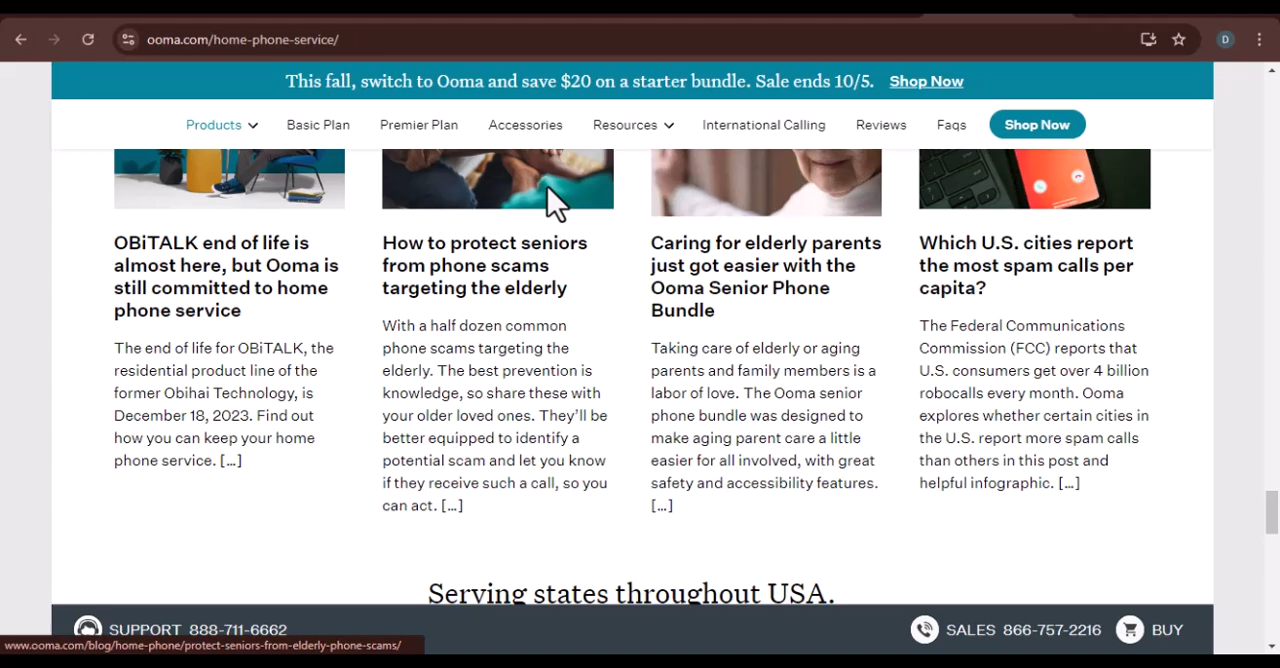 ooma.com/home-phone-service/
D
This fall, switch to Ooma and save $20 on a starter bundle. Sale ends 10/5. Shop Now
Products Basic Plan Premier Plan Accessories Resources International Calling Reviews Faqs Shop Now
OBiTALK end of life is
almost here, but Ooma is
still committed to home
phone service
The end of life for OBiTALK, the
residential product line of the
former Obihai Technology, is
December 18, 2023. Find out
how you can keep your home
phone service. [...]
How to protect seniors
from phone scams
targeting the elderly
With a half dozen common
phone scams targeting the
elderly. The best prevention is
knowledge, so share these with
your older loved ones. They’ll be
better equipped to identify a
potential scam and let you know
if they receive such a call, so you
can act. [...]
Caring for elderly parents
just got easier with the
Ooma Senior Phone
Bundle
Taking care of elderly or aging
parents and family members is a
labor of love. The Ooma senior
phone bundle was designed to
make aging parent care a little
easier for all involved, with great
safety and accessibility features.
[...]
Which U.S. cities report
the most spam calls per
capita?
The Federal Communications
Commission (FCC) reports that
U.S. consumers get over 4 billion
robocalls every month. Ooma
explores whether certain cities in
the U.S. report more spam calls
than others in this post and
helpful infographic. [...]
Serving states throughout USA.
SUPPORT 888-711-6662 SALES 866-757-2216 BUY
www.ooma.com/blog/home-phone/protect-seniors-from-elderly-phone-scams/